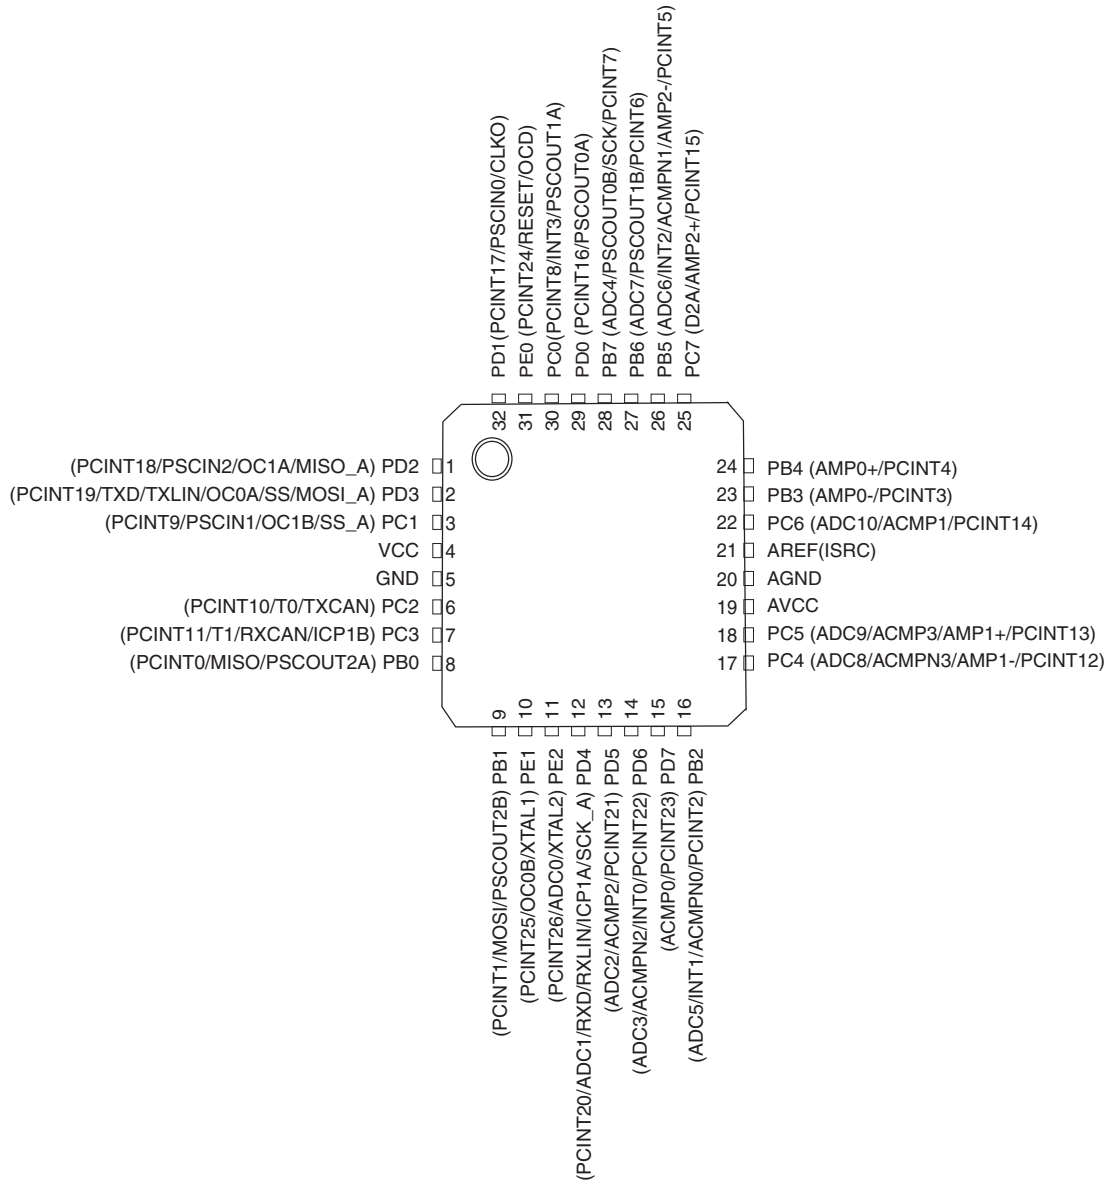 PD1(PCINT17/PSCIN0/CLKO)
PE0 (PCINT24/RESET/OCD)
PC0(PCINT8/INT3/PSCOUT1A)
PD0 (PCINT16/PSCOUT0A)
PB7 (ADC4/PSCOUT0B/SCK/PCINT7)
PB6 (ADC7/PSCOUT1B/PCINT6)
PB5 (ADC6/INT2/ACMPN1/AMP2-/PCINT5)
PC7 (D2A/AMP2+/PCINT15)
32 31 30 29 28 27 26 25
(PCINT18/PSCIN2/OC1A/MISO_A) PD2 1
(PCINT19/TXD/TXLIN/OC0A/SS/MOSI_A) PD3 2
(PCINT9/PSCIN1/OC1B/SS_A) PC1 3
VCC 4
GND 5
(PCINT10/T0/TXCAN) PC2 6
(PCINT11/T1/RXCAN/ICP1B) PC3 7
(PCINT0/MISO/PSCOUT2A) PB0 8
24 PB4 (AMP0+/PCINT4)
23 PB3 (AMP0-/PCINT3)
22 PC6 (ADC10/ACMP1/PCINT14)
21 AREF(ISRC)
20 AGND
19 AVCC
18 PC5 (ADC9/ACMP3/AMP1+/PCINT13)
17 PC4 (ADC8/ACMPN3/AMP1-/PCINT12)
9 10 11 12 13 14 15 16
(PCINT1/MOSI/PSCOUT2B) PB1
(PCINT25/OC0B/XTAL1) PE1
(PCINT26/ADC0/XTAL2) PE2
(PCINT20/ADC1/RXD/RXLIN/ICP1A/SCK_A) PD4
(ADC2/ACMP2/PCINT21) PD5
(ADC3/ACMPN2/INT0/PCINT22) PD6
(ACMP0/PCINT23) PD7
(ADC5/INT1/ACMPN0/PCINT2) PB2